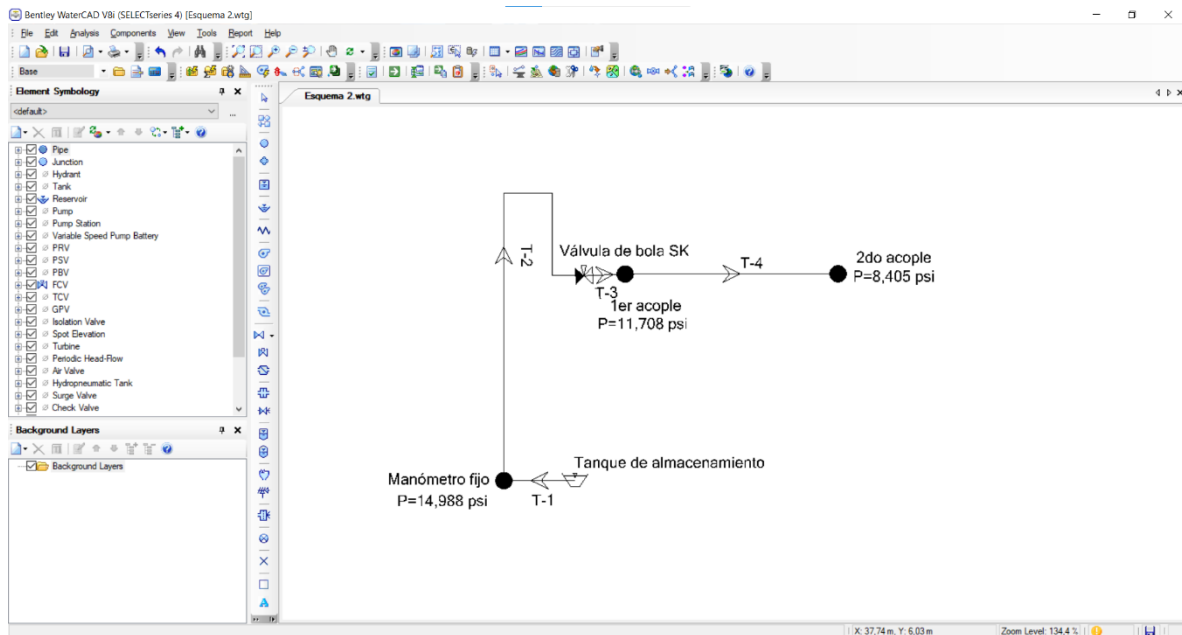 Bentley WaterCAD V8i (SELECTseries 4) [Esquema 2.wtg]
File Edit Analysis Components View Tools Report Help
Base
Element Symbology
<default>
Pipe
Junction
Hydrant
Tank
Reservoir
Pump
Pump Station
Variable Speed Pump Battery
PRV
PSV
PBV
FCV
TCV
GPV
Isolation Valve
Spot Elevation
Turbine
Periodic Head-Flow
Air Valve
Hydropneumatic Tank
Surge Valve
Check Valve
Background Layers
Background Layers
Esquema 2.wtg
T-2
Válvula de bola SK
T-3
1er acople
P=11,708 psi
T-4
2do acople
P=8,405 psi
Manómetro fijo
P=14,988 psi
T-1
Tanque de almacenamiento
X: 37,74 m, Y: 6,03 m
Zoom Level: 134,4 %